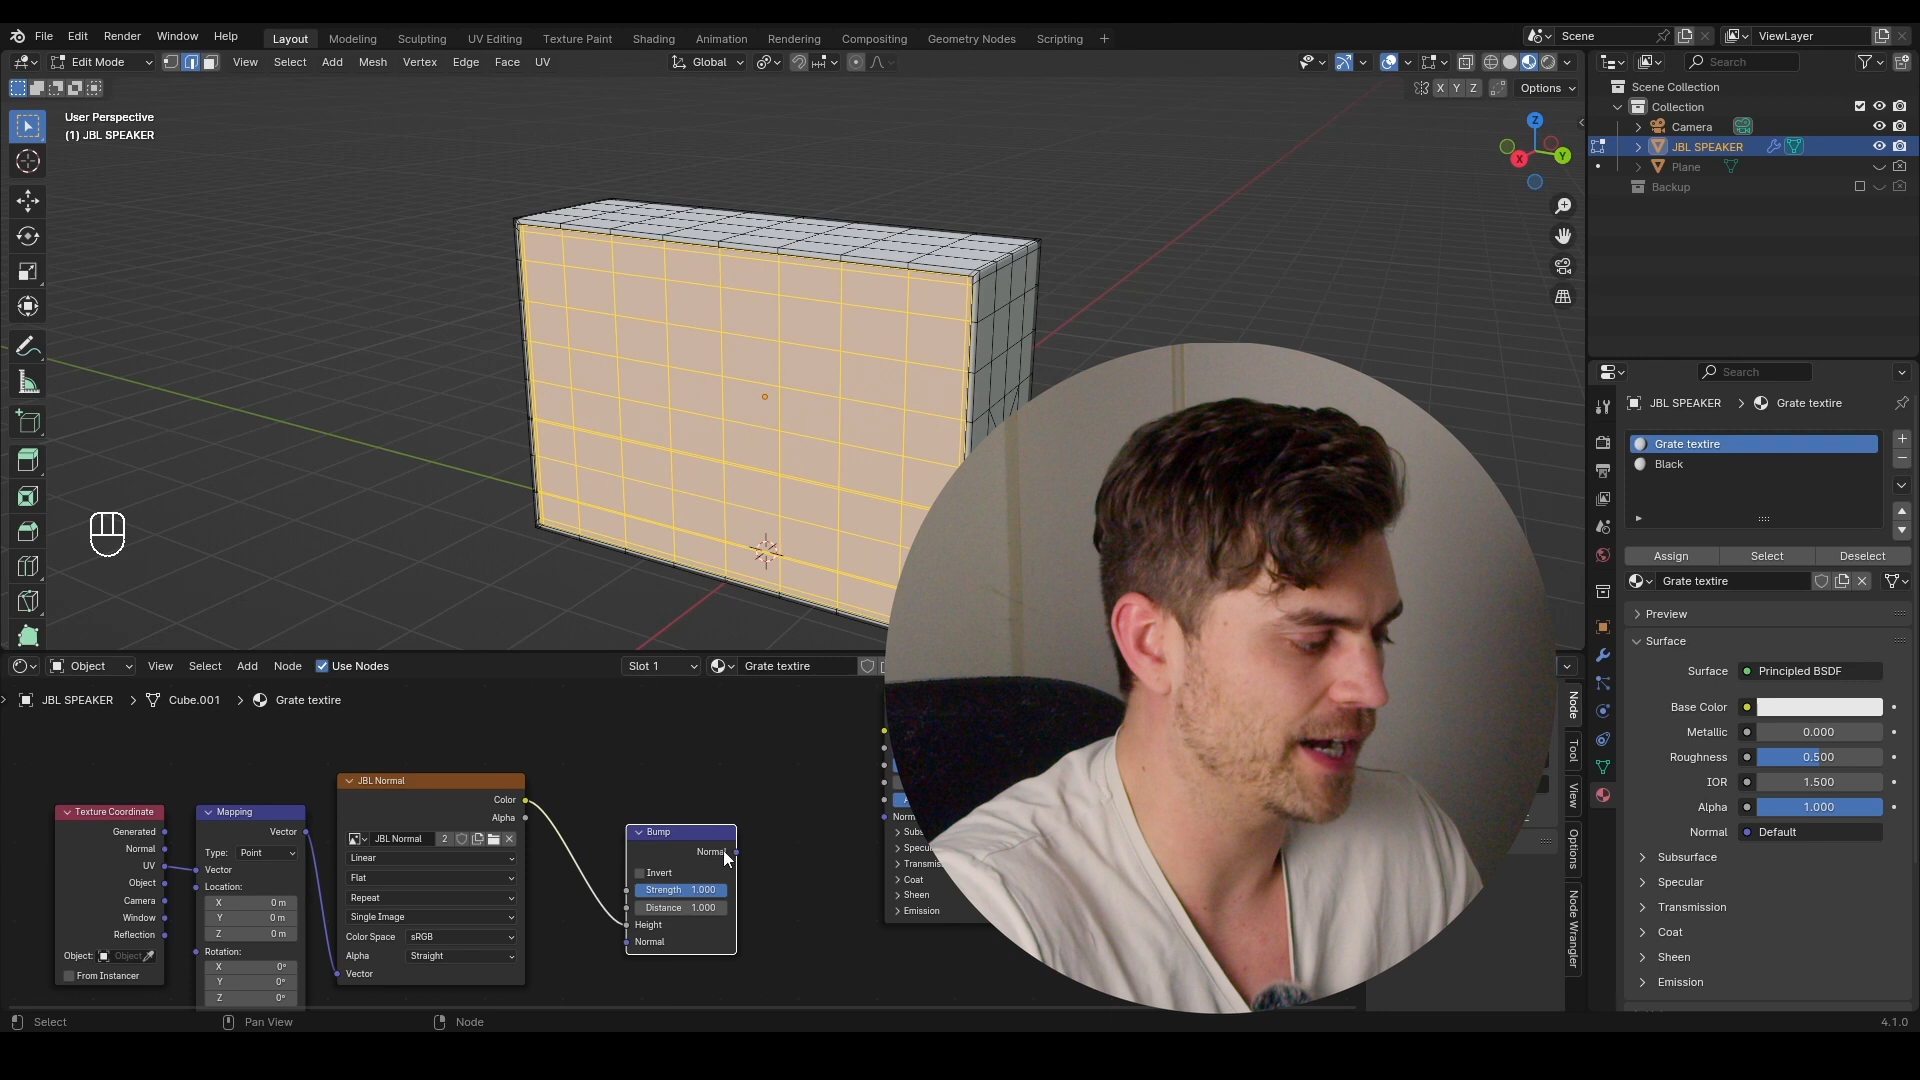 File Edit Render Window Help
Layout Modeling Sculpting UV Editing Texture Paint Shading Animation Rendering Compositing Geometry Nodes Scripting +
Scene
ViewLayer
Edit Mode View Select Add Mesh Vertex Edge Face UV
Global
Search
X Y Z Options
User Perspective
(1) JBL SPEAKER
Z
X
Y
Scene Collection
Collection
Camera
JBL SPEAKER
Plane
Backup
Search
JBL SPEAKER > Grate textire
Grate textire
Black
Assign Select Deselect
Grate textire
Preview
Surface
Surface Principled BSDF
Base Color
Metallic 0.000
Roughness 0.500
IOR 1.500
Alpha 1.000
Normal Default
Subsurface
Specular
Transmission
Coat
Sheen
Emission
Object View Select Add Node Use Nodes
Slot 1
Grate textire
JBL SPEAKER > Cube.001 > Grate textire
Texture Coordinate
Generated
Normal
UV
Object
Camera
Window
Reflection
Object: Object
From Instancer
Mapping
Vector
Type: Point
Vector
Location:
X 0 m
Y 0 m
Z 0 m
Rotation:
X 0°
Y 0°
Z 0°
JBL Normal
Color
Alpha
JBL Normal 2
Linear
Flat
Repeat
Single Image
Color Space sRGB
Alpha Straight
Vector
Bump
Normal
Invert
Strength 1.000
Distance 1.000
Height
Normal
Coat
Sheen
Emission
Node
Tool
View
Options
Node Wrangler
Select Pan View Node
4.1.0